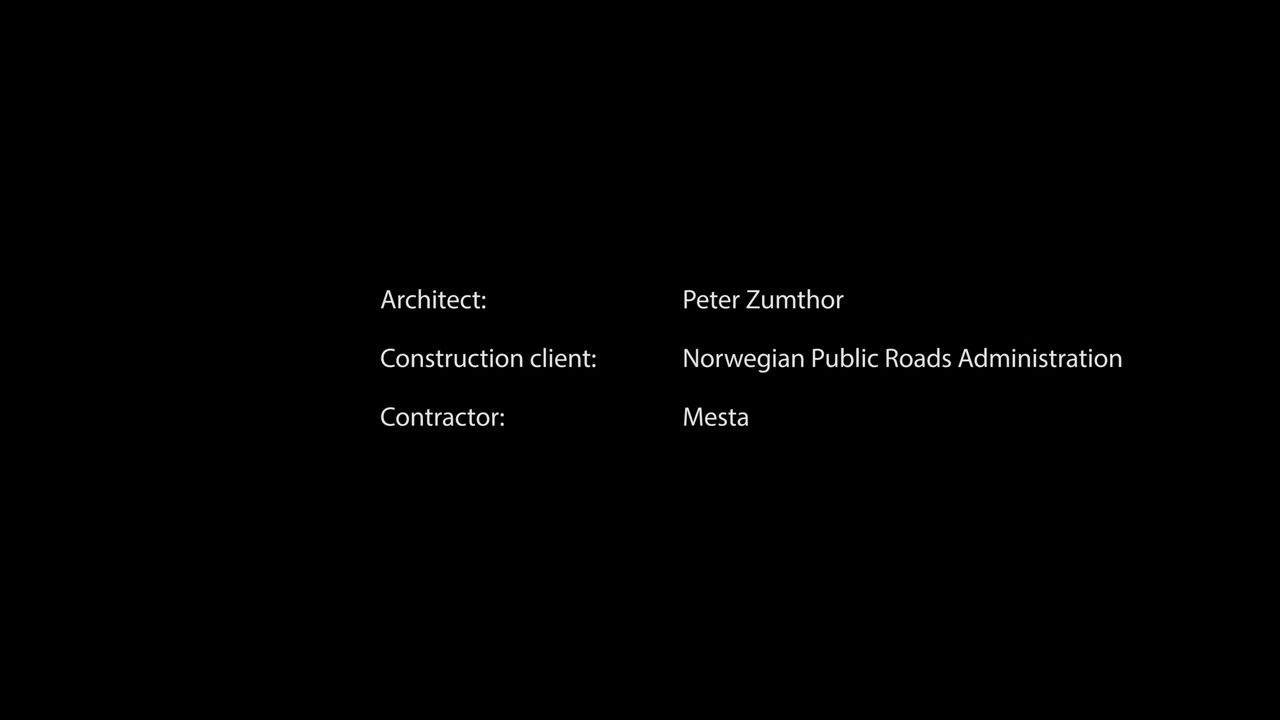 Architect: Peter Zumthor
Construction client: Norwegian Public Roads Administration
Contractor: Mesta